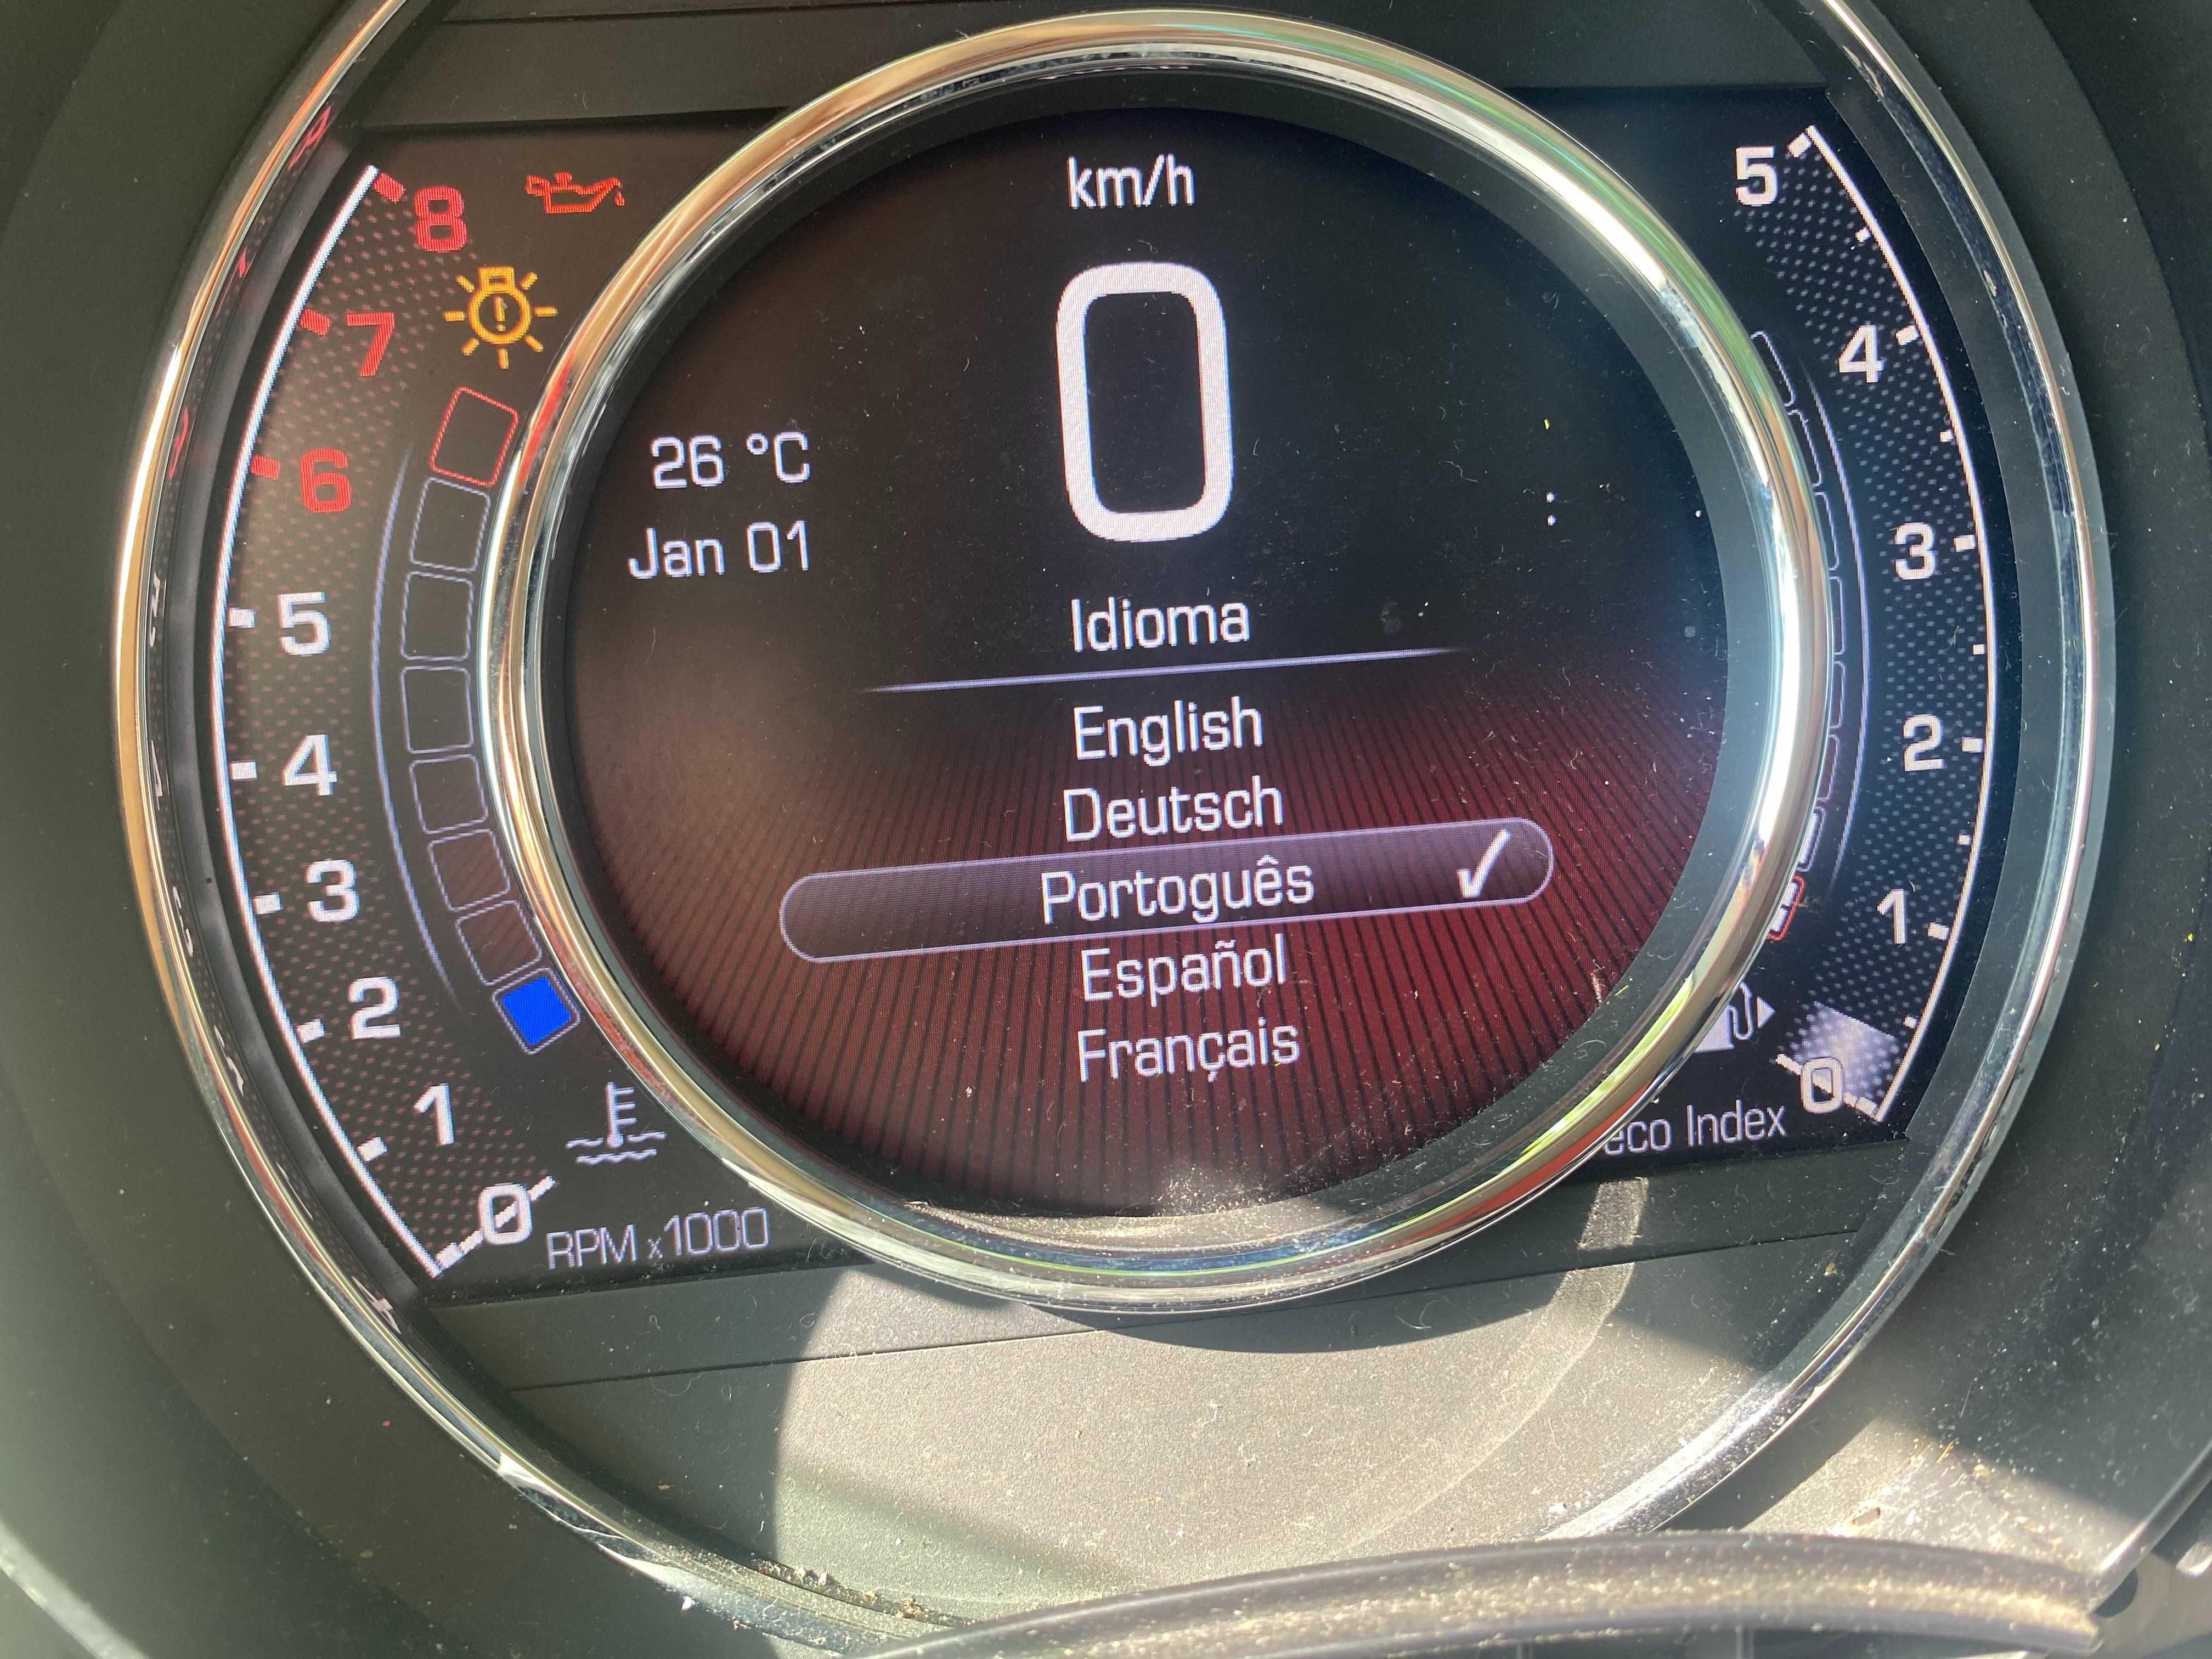 km/h
0
26 °C
Jan 01
:
Idioma
English
Deutsch
Portoguês
Español
Français
8
7
6
5
4
3
2
1
0
RPM x1000
5
4
3
2
1
0
eco Index